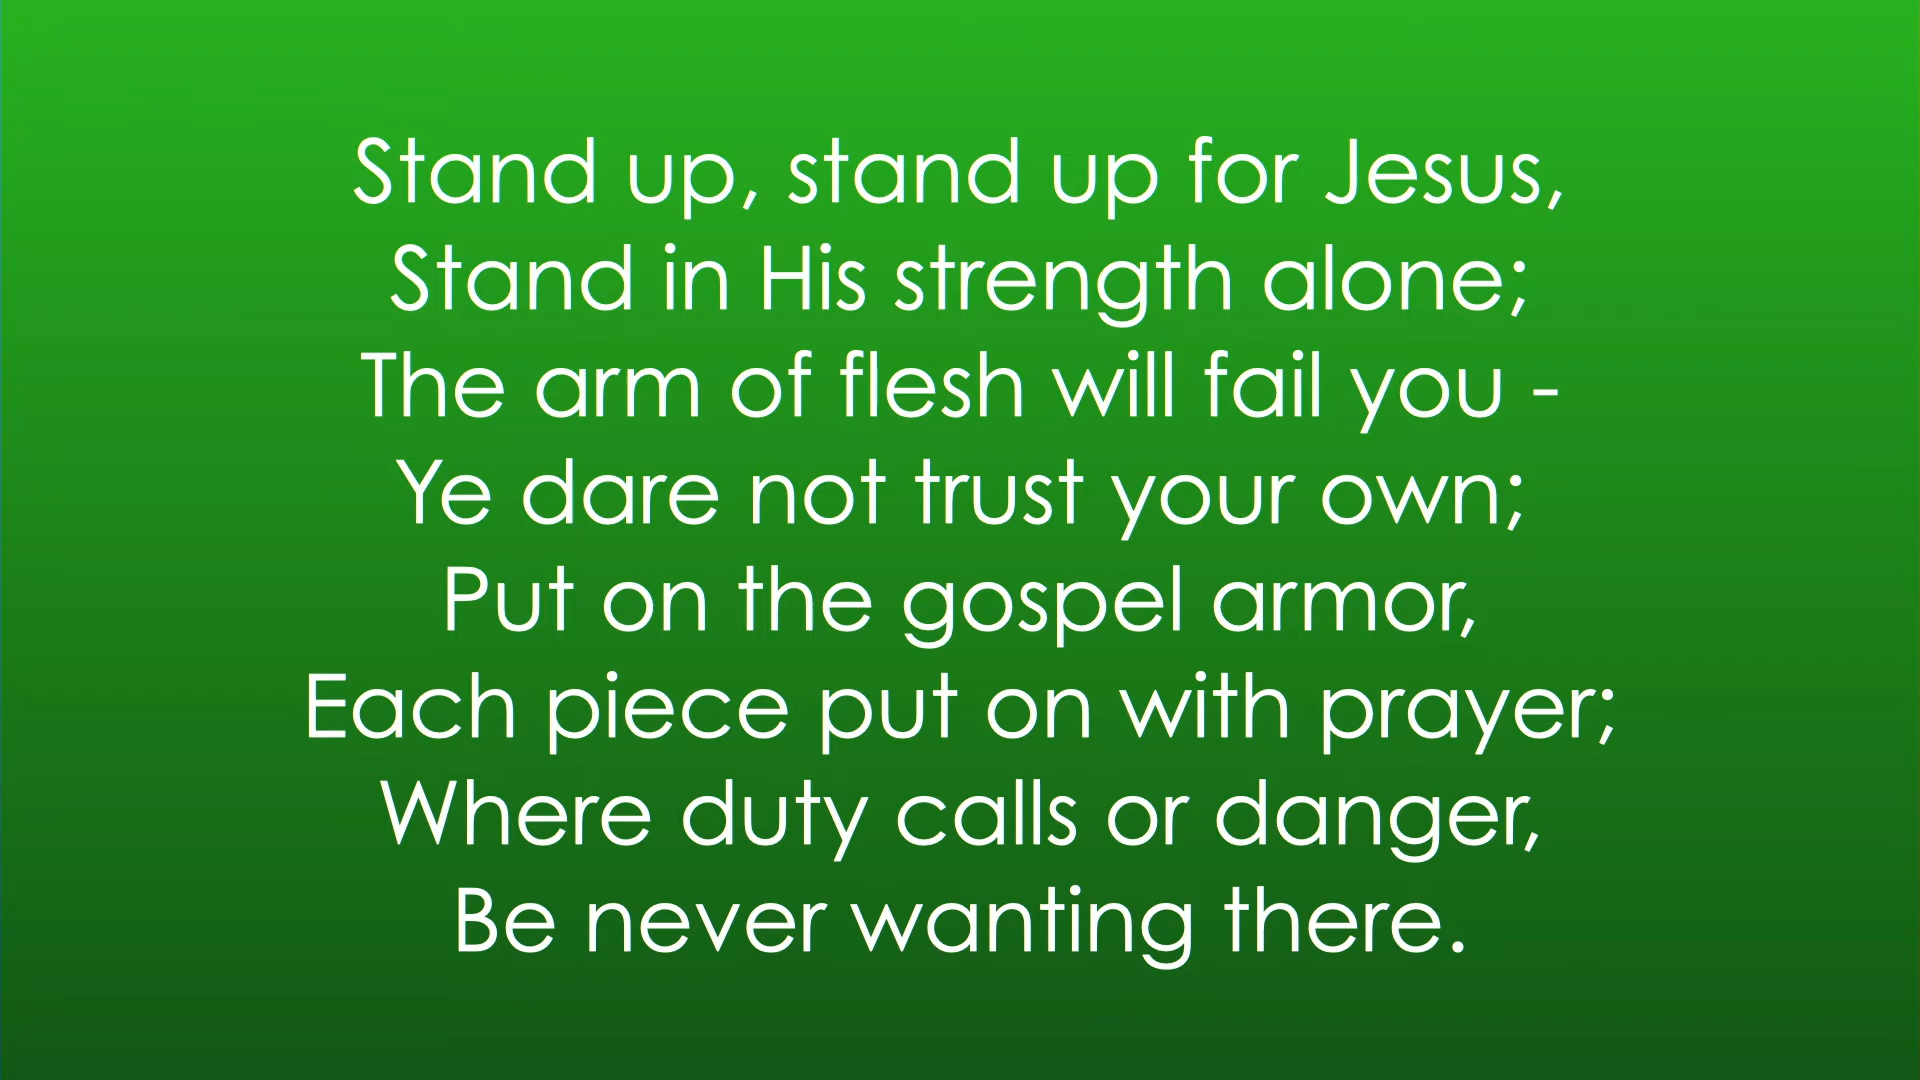 Stand up, stand up for Jesus,
Stand in His strength alone;
The arm of flesh will fail you -
Ye dare not trust your own;
Put on the gospel armor,
Each piece put on with prayer;
Where duty calls or danger,
Be never wanting there.